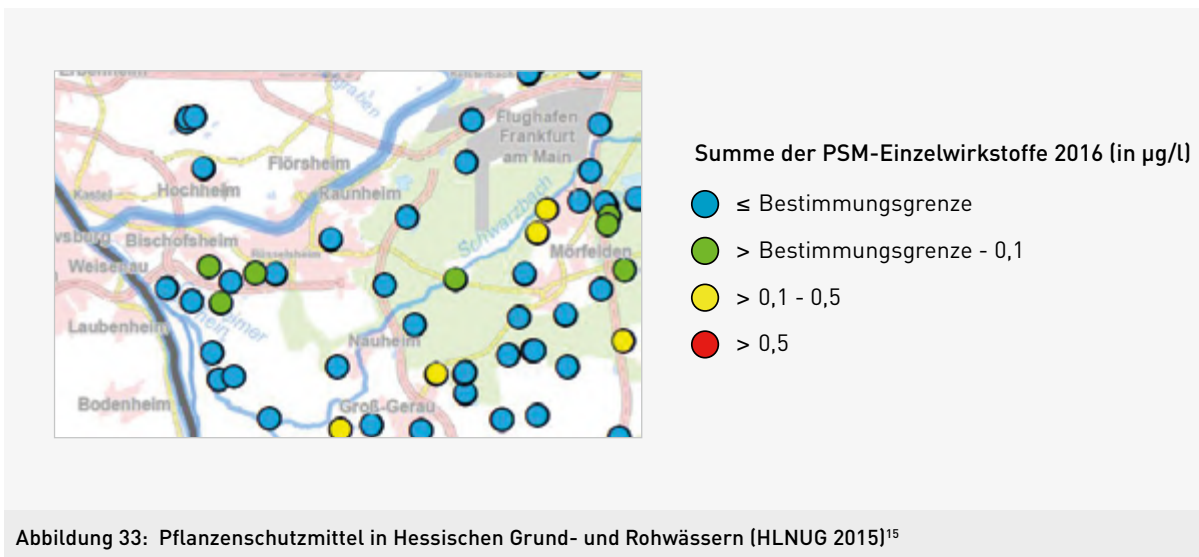 Flughafen
Frankfurt
am Main
Flörsheim
Hochheim
Raunheim
Kastel
Schwarzbach
Bischofsheim
Rüsselsheim
Mörfelden
Weisenau
Laubenheim
Nauheim
Bodenheim
Groß-Gerau
Summe der PSM-Einzelwirkstoffe 2016 (in µg/l)
≤ Bestimmungsgrenze
> Bestimmungsgrenze - 0,1
> 0,1 - 0,5
> 0,5
Abbildung 33: Pflanzenschutzmittel in Hessischen Grund- und Rohwässern (HLNUG 2015)¹⁵